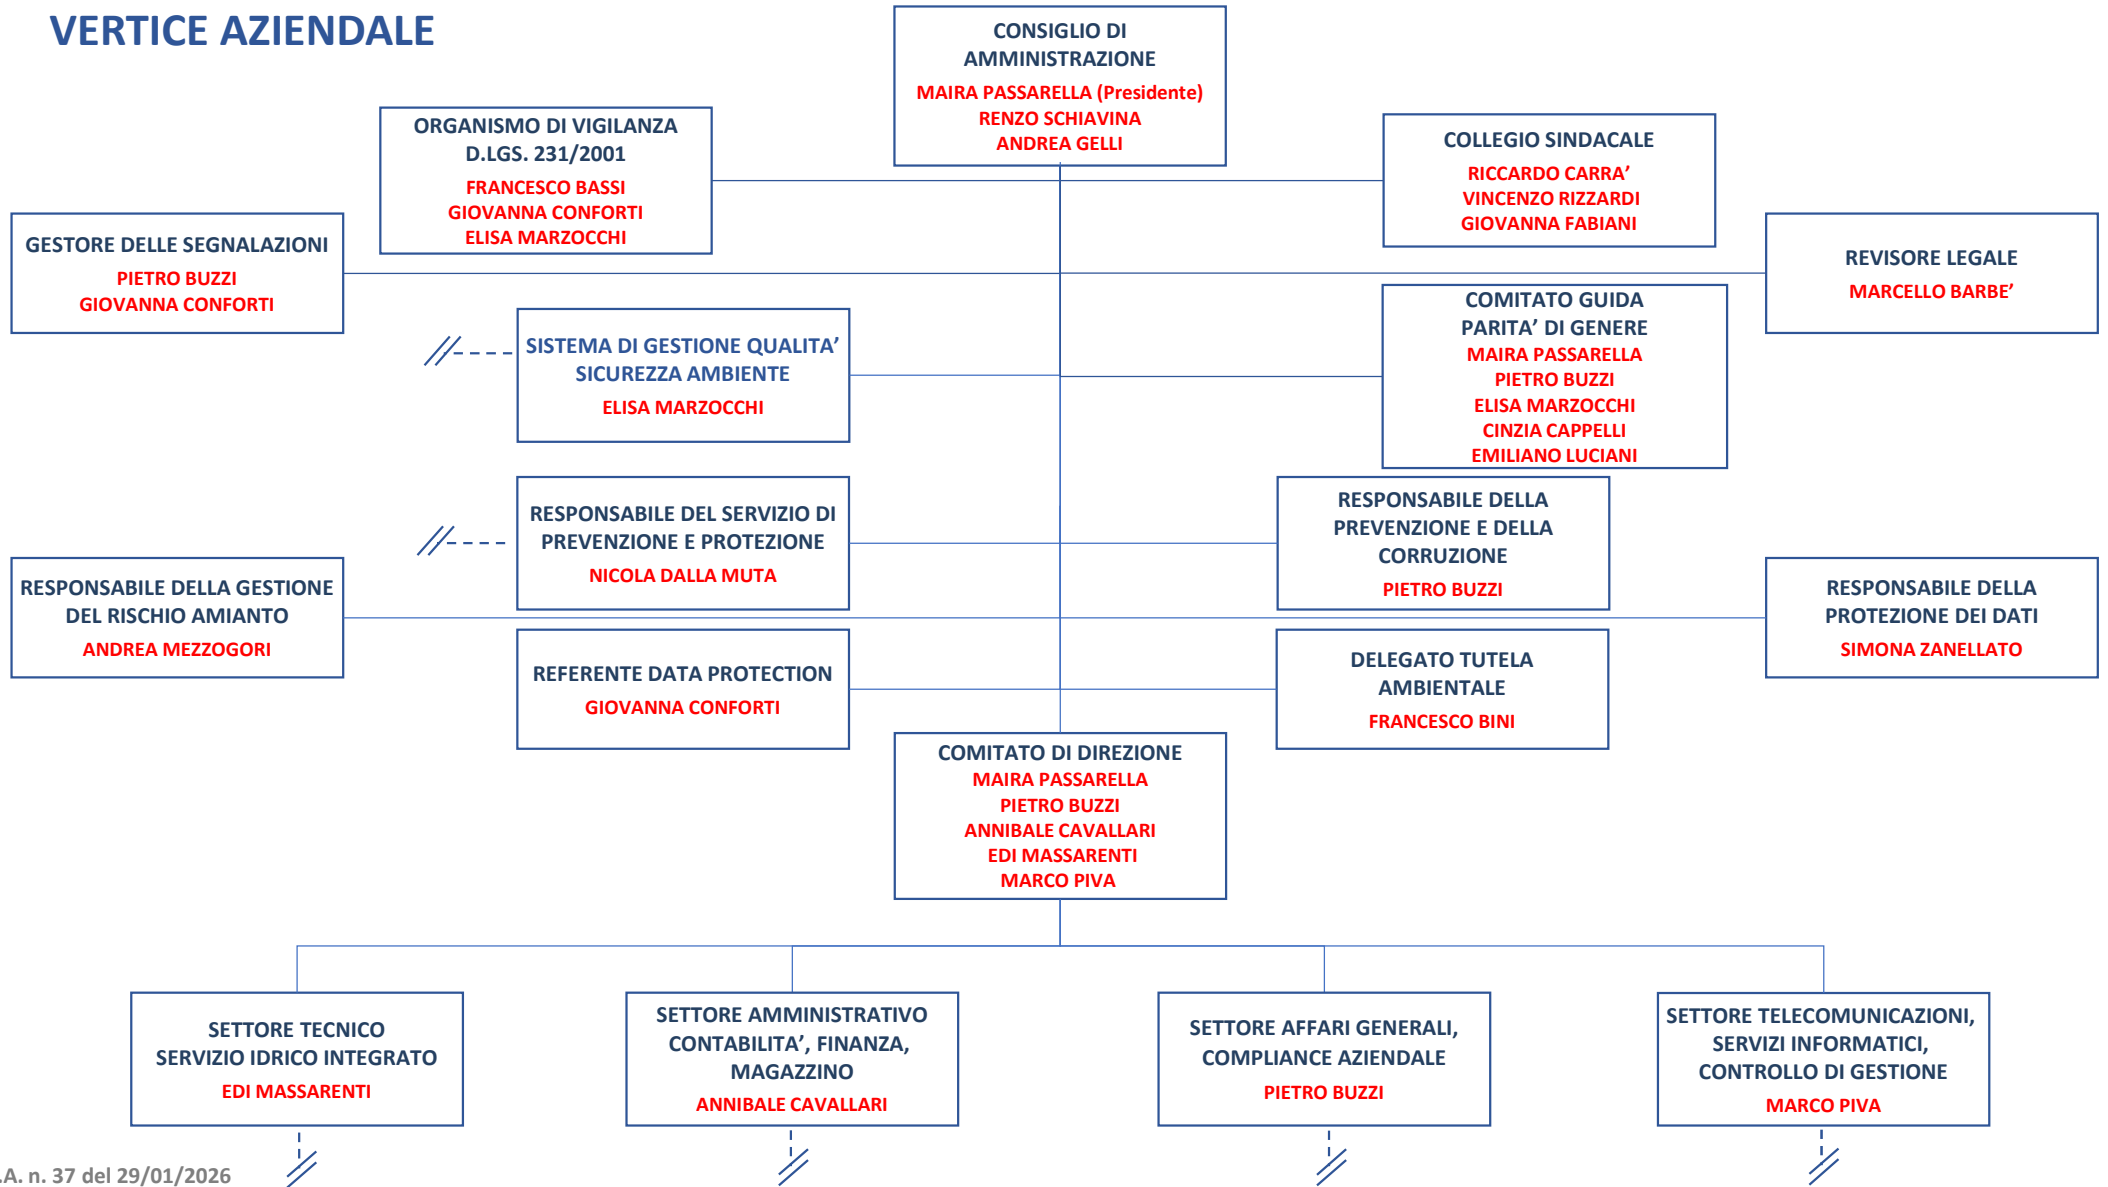 VERTICE AZIENDALE
CONSIGLIO DI
AMMINISTRAZIONE
MAIRA PASSARELLA (Presidente)
RENZO SCHIAVINA
ANDREA GELLI
ORGANISMO DI VIGILANZA
D.LGS. 231/2001
FRANCESCO BASSI
GIOVANNA CONFORTI
ELISA MARZOCCHI
COLLEGIO SINDACALE
RICCARDO CARRA’
VINCENZO RIZZARDI
GIOVANNA FABIANI
GESTORE DELLE SEGNALAZIONI
PIETRO BUZZI
GIOVANNA CONFORTI
REVISORE LEGALE
MARCELLO BARBE’
SISTEMA DI GESTIONE QUALITA’
SICUREZZA AMBIENTE
ELISA MARZOCCHI
COMITATO GUIDA
PARITA’ DI GENERE
MAIRA PASSARELLA
PIETRO BUZZI
ELISA MARZOCCHI
CINZIA CAPPELLI
EMILIANO LUCIANI
RESPONSABILE DEL SERVIZIO DI
PREVENZIONE E PROTEZIONE
NICOLA DALLA MUTA
RESPONSABILE DELLA
PREVENZIONE E DELLA
CORRUZIONE
PIETRO BUZZI
RESPONSABILE DELLA GESTIONE
DEL RISCHIO AMIANTO
ANDREA MEZZOGORI
RESPONSABILE DELLA
PROTEZIONE DEI DATI
SIMONA ZANELLATO
REFERENTE DATA PROTECTION
GIOVANNA CONFORTI
DELEGATO TUTELA
AMBIENTALE
FRANCESCO BINI
COMITATO DI DIREZIONE
MAIRA PASSARELLA
PIETRO BUZZI
ANNIBALE CAVALLARI
EDI MASSARENTI
MARCO PIVA
SETTORE TECNICO
SERVIZIO IDRICO INTEGRATO
EDI MASSARENTI
SETTORE AMMINISTRATIVO
CONTABILITA’, FINANZA,
MAGAZZINO
ANNIBALE CAVALLARI
SETTORE AFFARI GENERALI,
COMPLIANCE AZIENDALE
PIETRO BUZZI
SETTORE TELECOMUNICAZIONI,
SERVIZI INFORMATICI,
CONTROLLO DI GESTIONE
MARCO PIVA
.A. n. 37 del 29/01/2026